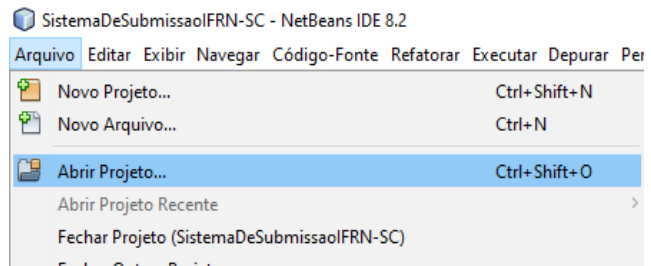 SistemaDeSubmissaoIFRN-SC - NetBeans IDE 8.2
Arquivo Editar Exibir Navegar Código-Fonte Refatorar Executar Depurar
Novo Projeto... Ctrl+Shift+N
Novo Arquivo... Ctrl+N
Abrir Projeto... Ctrl+Shift+O
Abrir Projeto Recente
Fechar Projeto (SistemaDeSubmissaoIFRN-SC)